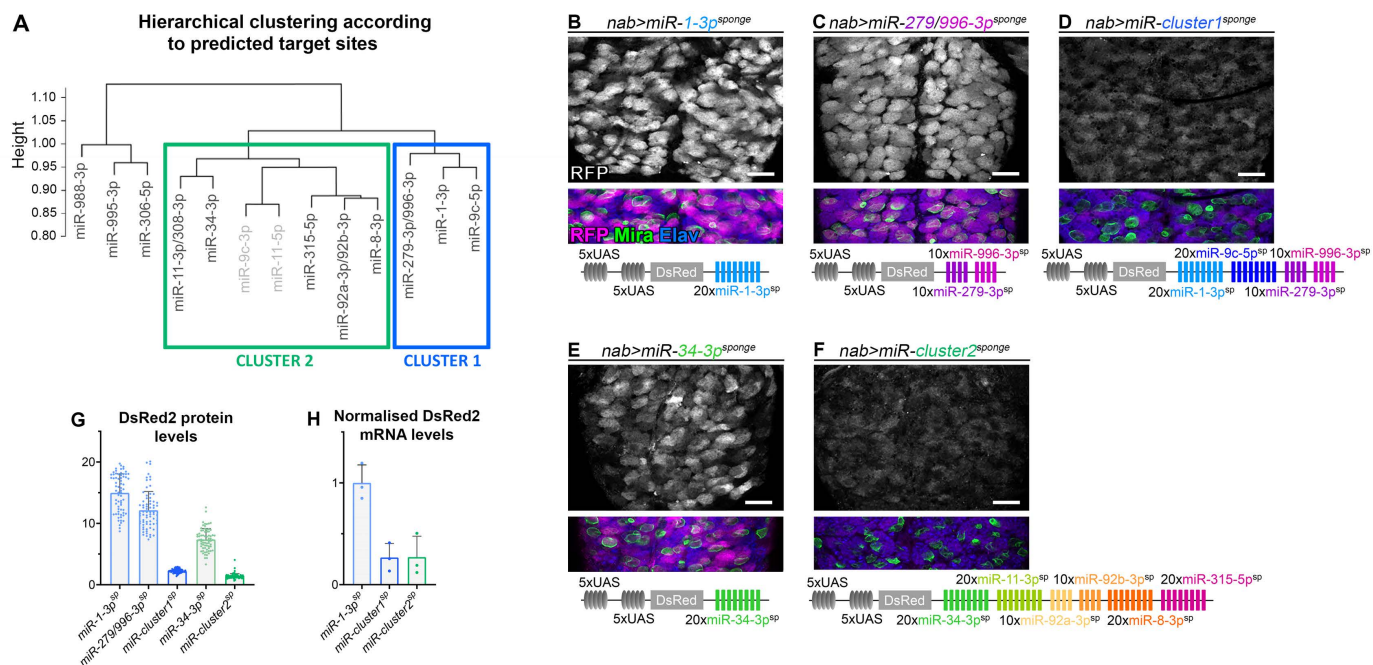 A
Hierarchical clustering according
to predicted target sites
Height
1.10
1.05
1.00
0.95
0.90
0.85
0.80
miR-988-3p
miR-995-3p
miR-306-5p
miR-11-3p/308-3p
miR-34-3p
miR-9c-3p
miR-11-5p
miR-315-5p
miR-92a-3p/92b-3p
miR-8-3p
miR-279-3p/996-3p
miR-1-3p
miR-9c-5p
CLUSTER 2
CLUSTER 1
B
nab>miR-1-3psponge
RFP
RFP Mira Elav
5xUAS
DsRed
5xUAS
20xmiR-1-3psp
C
nab>miR-279/996-3psponge
5xUAS
10xmiR-996-3psp
DsRed
5xUAS
10xmiR-279-3psp
D
nab>miR-cluster1sponge
5xUAS
20xmiR-9c-5psp
10xmiR-996-3psp
DsRed
5xUAS
20xmiR-1-3psp
10xmiR-279-3psp
E
nab>miR-34-3psponge
5xUAS
DsRed
5xUAS
20xmiR-34-3psp
F
nab>miR-cluster2sponge
5xUAS
20xmiR-11-3psp
10xmiR-92b-3psp
20xmiR-315-5psp
DsRed
5xUAS
20xmiR-34-3psp
10xmiR-92a-3psp
20xmiR-8-3psp
G
DsRed2 protein
levels
20
15
10
5
0
miR-1-3psp
miR-279/996-3psp
miR-cluster1sp
miR-34-3psp
miR-cluster2sp
H
Normalised DsRed2
mRNA levels
1
0
miR-1-3psp
miR-cluster1sp
miR-cluster2sp